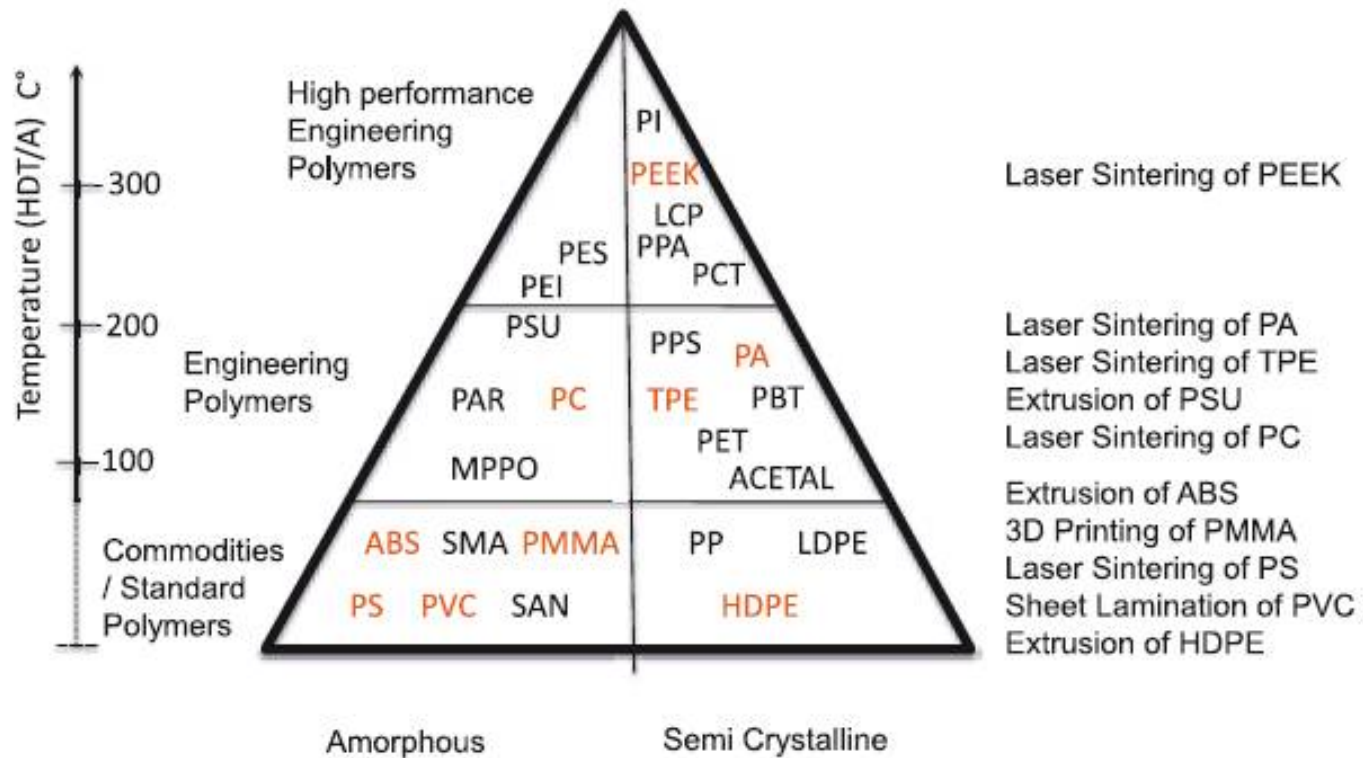 Temperature (HDT/A) C°
300
200
100
High performance
Engineering
Polymers
Engineering
Polymers
Commodities
/ Standard
Polymers
PI
PEEK
LCP
PES PPA
PEI PCT
PSU PPS PA
PAR PC TPE PBT
PET
MPPO ACETAL
ABS SMA PMMA PP LDPE
PS PVC SAN HDPE
Amorphous Semi Crystalline
Laser Sintering of PEEK
Laser Sintering of PA
Laser Sintering of TPE
Extrusion of PSU
Laser Sintering of PC
Extrusion of ABS
3D Printing of PMMA
Laser Sintering of PS
Sheet Lamination of PVC
Extrusion of HDPE